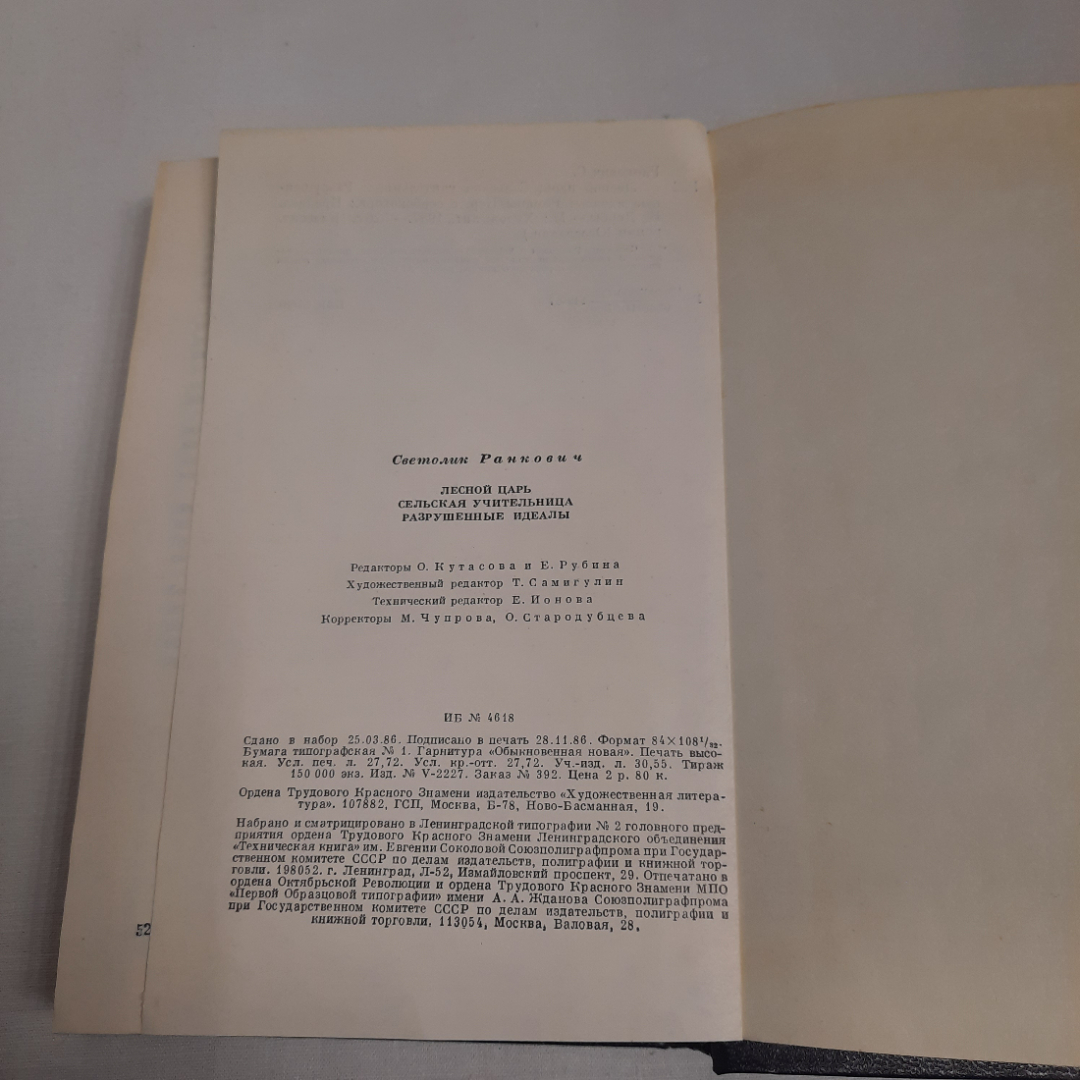 Светолик Ранкович
ЛЕСНОЙ ЦАРЬ
СЕЛЬСКАЯ УЧИТЕЛЬНИЦА
РАЗРУШЕННЫЕ ИДЕАЛЫ
Редакторы О. Кутасова и Е. Рубина
Художественный редактор Т. Самигулин
Технический редактор Е. Ионова
Корректоры М. Чупрова, О. Стародубцева
ИБ № 4618
Сдано в набор 25.03.86. Подписано в печать 28.11.86. Формат 84×108¹/₃₂.
Бумага типографская № 1. Гарнитура «Обыкновенная новая». Печать высо-
кая. Усл. печ. л. 27,72. Усл. кр.-отт. 27,72. Уч.-изд. л. 30,55. Тираж
150 000 экз. Изд. № V-2227. Заказ № 392. Цена 2 р. 80 к.
Ордена Трудового Красного Знамени издательство «Художественная литера-
тура». 107882, ГСП, Москва, Б-78, Ново-Басманная, 19.
Набрано и сматрицировано в Ленинградской типографии № 2 головного пред-
приятия ордена Трудового Красного Знамени Ленинградского объединения
«Техническая книга» им. Евгении Соколовой Союзполиграфпрома при Государ-
ственном комитете СССР по делам издательств, полиграфии и книжной тор-
говли. 198052. г. Ленинград, Л-52, Измайловский проспект, 29. Отпечатано в
ордена Октябрьской Революции и ордена Трудового Красного Знамени МПО
«Первой Образцовой типографии» имени А. А. Жданова Союзполиграфпрома
при Государственном комитете СССР по делам издательств, полиграфии и
книжной торговли. 113054, Москва, Валовая, 28.
52